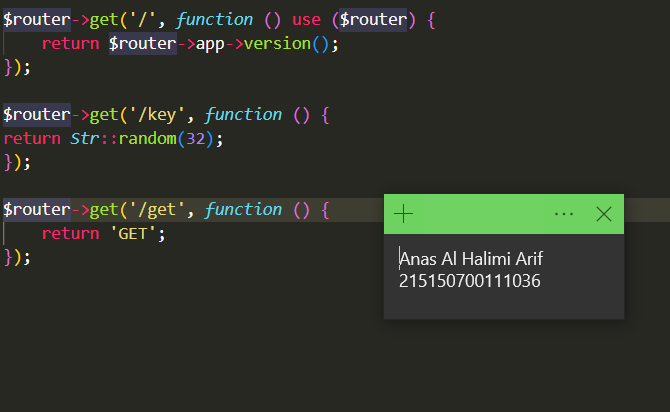 $router->get('/', function () use ($router) {
    return $router->app->version();
});

$router->get('/key', function () {
return Str::random(32);
});

$router->get('/get', function () {
    return 'GET';
});
Anas Al Halimi Arif
215150700111036